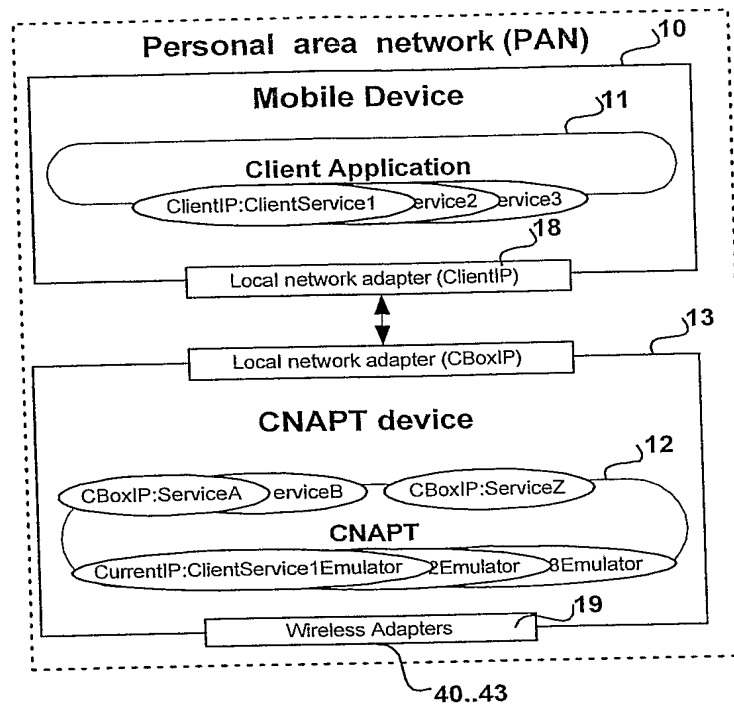 Personal area network (PAN)
10
Mobile Device
11
Client Application
ClientIP:ClientService1
ervice2
ervice3
18
Local network adapter (ClientIP)
13
Local network adapter (CBoxIP)
CNAPT device
12
CBoxIP:ServiceA
erviceB
CBoxIP:ServiceZ
CNAPT
CurrentIP:ClientService1Emulator
2Emulator
3Emulator
19
Wireless Adapters
40..43